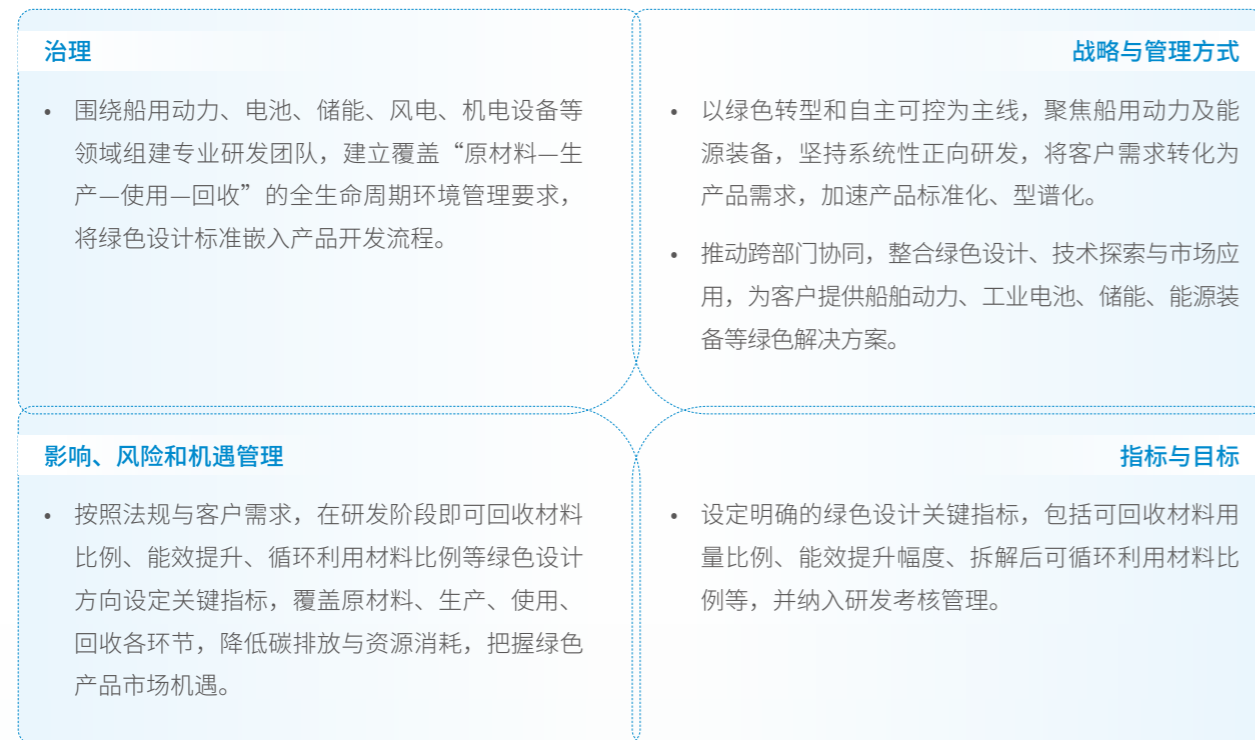 治理
• 围绕船用动力、电池、储能、风电、机电设备等
领域组建专业研发团队，建立覆盖“原材料—生
产—使用—回收”的全生命周期环境管理要求，
将绿色设计标准嵌入产品开发流程。
战略与管理方式
• 以绿色转型和自主可控为主线，聚焦船用动力及能
源装备，坚持系统性正向研发，将客户需求转化为
产品需求，加速产品标准化、型谱化。
• 推动跨部门协同，整合绿色设计、技术探索与市场应
用，为客户提供船舶动力、工业电池、储能、能源装
备等绿色解决方案。
影响、风险和机遇管理
• 按照法规与客户需求，在研发阶段即可回收材料
比例、能效提升、循环利用材料比例等绿色设计
方向设定关键指标，覆盖原材料、生产、使用、
回收各环节，降低碳排放与资源消耗，把握绿色
产品市场机遇。
指标与目标
• 设定明确的绿色设计关键指标，包括可回收材料用
量比例、能效提升幅度、拆解后可循环利用材料比
例等，并纳入研发考核管理。